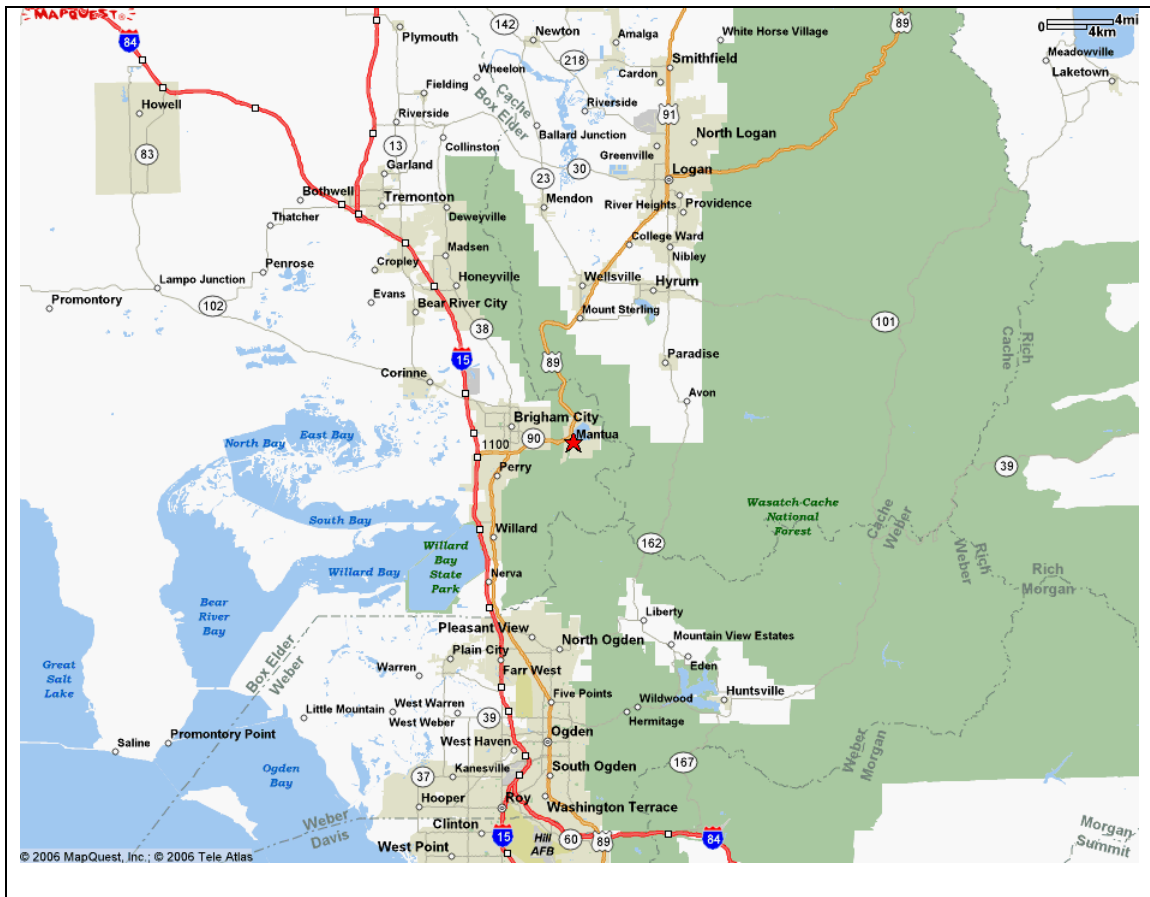 MAPQUEST
84
Plymouth
142
Newton
Amalga
White Horse Village
89
0
4mi
4km
218
Smithfield
Meadowville
Wheelon
Cardon
Laketown
Howell
Fielding
Cache
Box Elder
Riverside
Riverside
91
13
Ballard Junction
North Logan
Collinston
Greenville
83
Garland
30
Logan
23
Bothwell
Tremonton
Mendon
River Heights
Providence
Thatcher
Deweyville
College Ward
Madsen
Nibley
Penrose
Cropley
Lampo Junction
Honeyville
Wellsville
Hyrum
Promontory
102
Evans
Bear River City
Mount Sterling
38
101
Rich
Cache
15
89
Paradise
Corinne
Avon
Brigham City
East Bay
North Bay
1100
90
Mantua
Perry
39
Wasatch-Cache
National
Forest
South Bay
Willard
Cache
Weber
Willard
Bay
State
Park
162
Rich
Weber
Willard Bay
Rich
Morgan
Nerva
Bear
River
Bay
Liberty
Pleasant View
North Ogden
Mountain View Estates
Box Elder
Weber
Plain City
Eden
Great
Salt
Lake
Warren
Farr West
Five Points
Wildwood
Huntsville
Little Mountain
West Warren
West Weber
39
Hermitage
Saline
Promontory Point
Ogden
West Haven
Weber
Morgan
Ogden
Bay
37
Kanesville
South Ogden
167
Hooper
Roy
Washington Terrace
Weber
Davis
Clinton
15
Hill
AFB
60
89
84
Morgan
Summit
West Point
© 2006 MapQuest, Inc.; © 2006 Tele Atlas